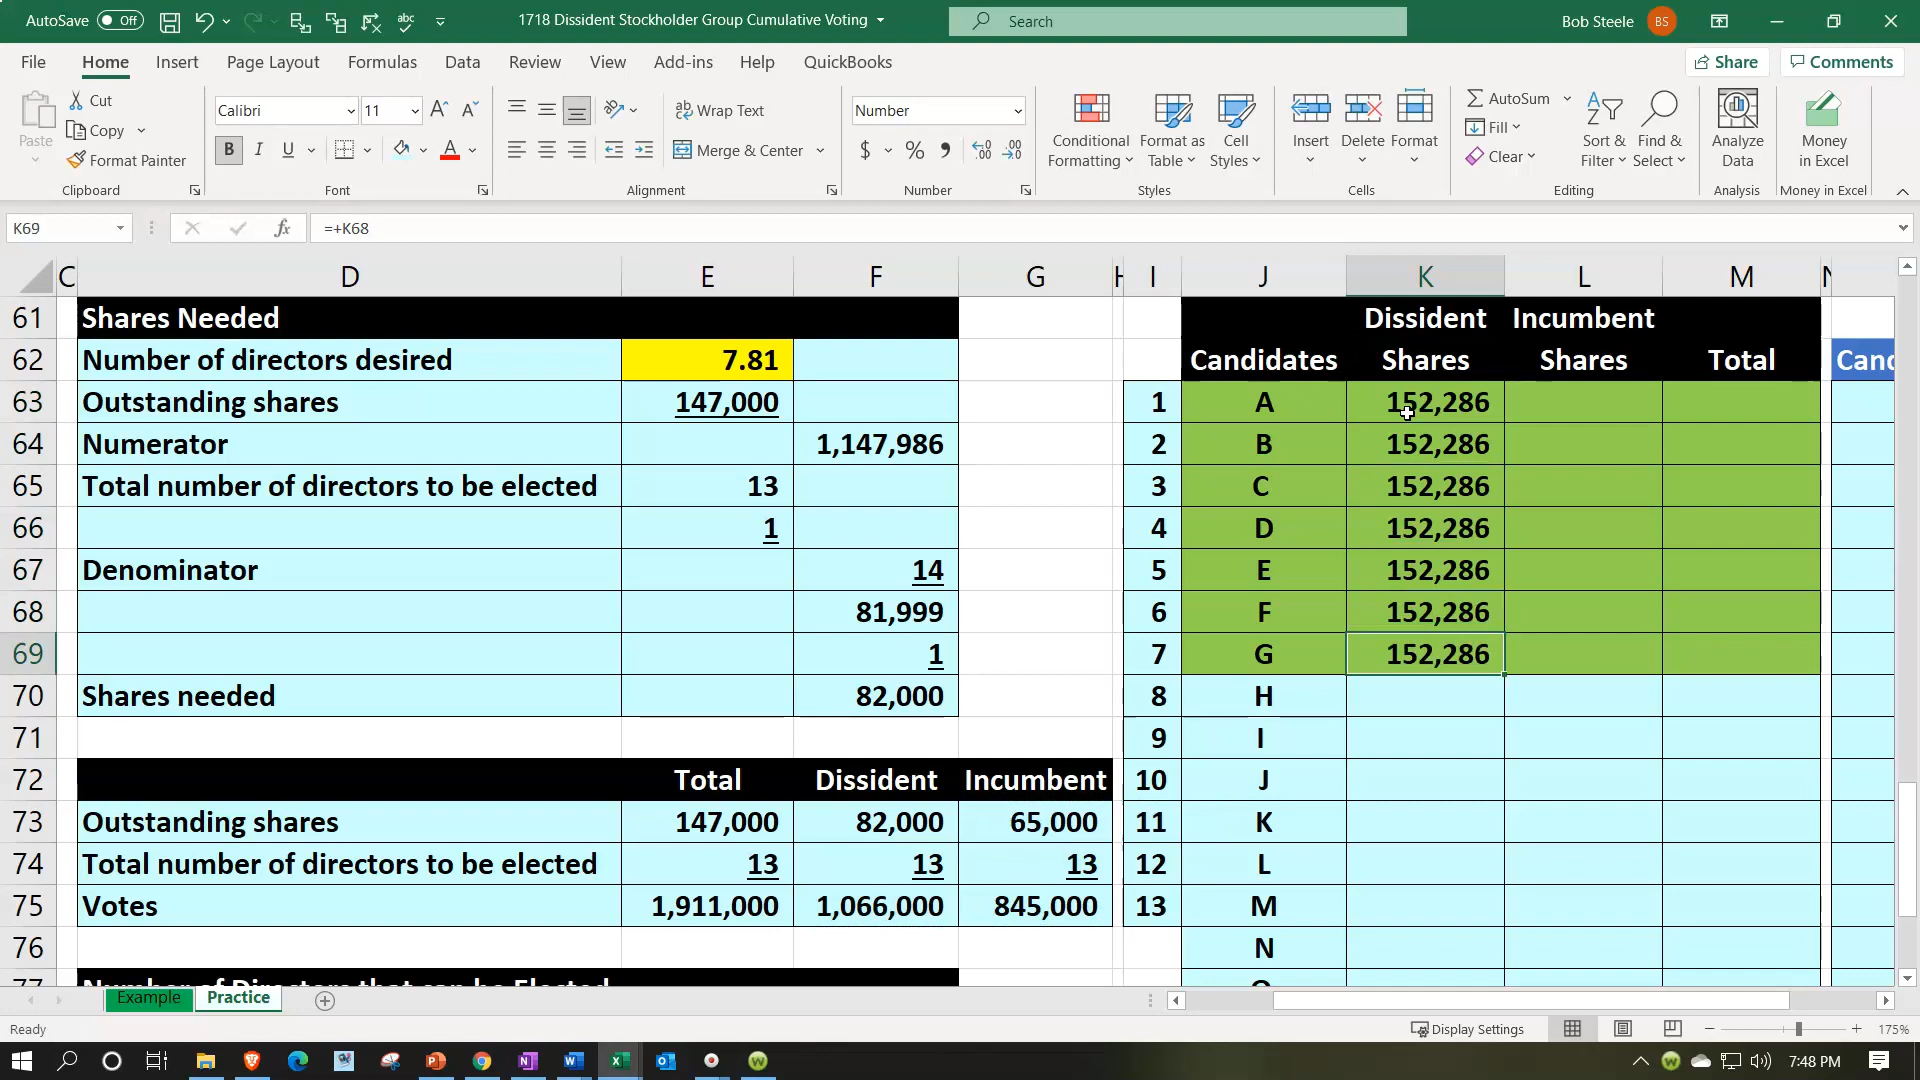 AutoSave Off 1718 Dissident Stockholder Group Cumulative Voting Search Bob Steele BS
File Home Insert Page Layout Formulas Data Review View Add-ins Help QuickBooks Share Comments
Paste Cut Copy Format Painter
Calibri 11 B I U
Wrap Text Merge & Center
Number $ %
Conditional Formatting Format as Table Cell Styles
Insert Delete Format
AutoSum Fill Clear Sort & Filter Find & Select
Analyze Data Money in Excel
Clipboard Font Alignment Number Styles Cells Editing Analysis Money in Excel
K69 fx =+K68
C D E F G H I J K L M N
61 Shares Needed Dissident Incumbent
62 Number of directors desired 7.81 Candidates Shares Shares Total Canc
63 Outstanding shares 147,000 1 A 152,286
64 Numerator 1,147,986 2 B 152,286
65 Total number of directors to be elected 13 3 C 152,286
66 1 4 D 152,286
67 Denominator 14 5 E 152,286
68 81,999 6 F 152,286
69 1 7 G 152,286
70 Shares needed 82,000 8 H
71 9 I
72 Total Dissident Incumbent 10 J
73 Outstanding shares 147,000 82,000 65,000 11 K
74 Total number of directors to be elected 13 13 13 12 L
75 Votes 1,911,000 1,066,000 845,000 13 M
76 N
77 Number of Directors that can be Elected O
Example Practice
Ready Display Settings 175%
7:48 PM